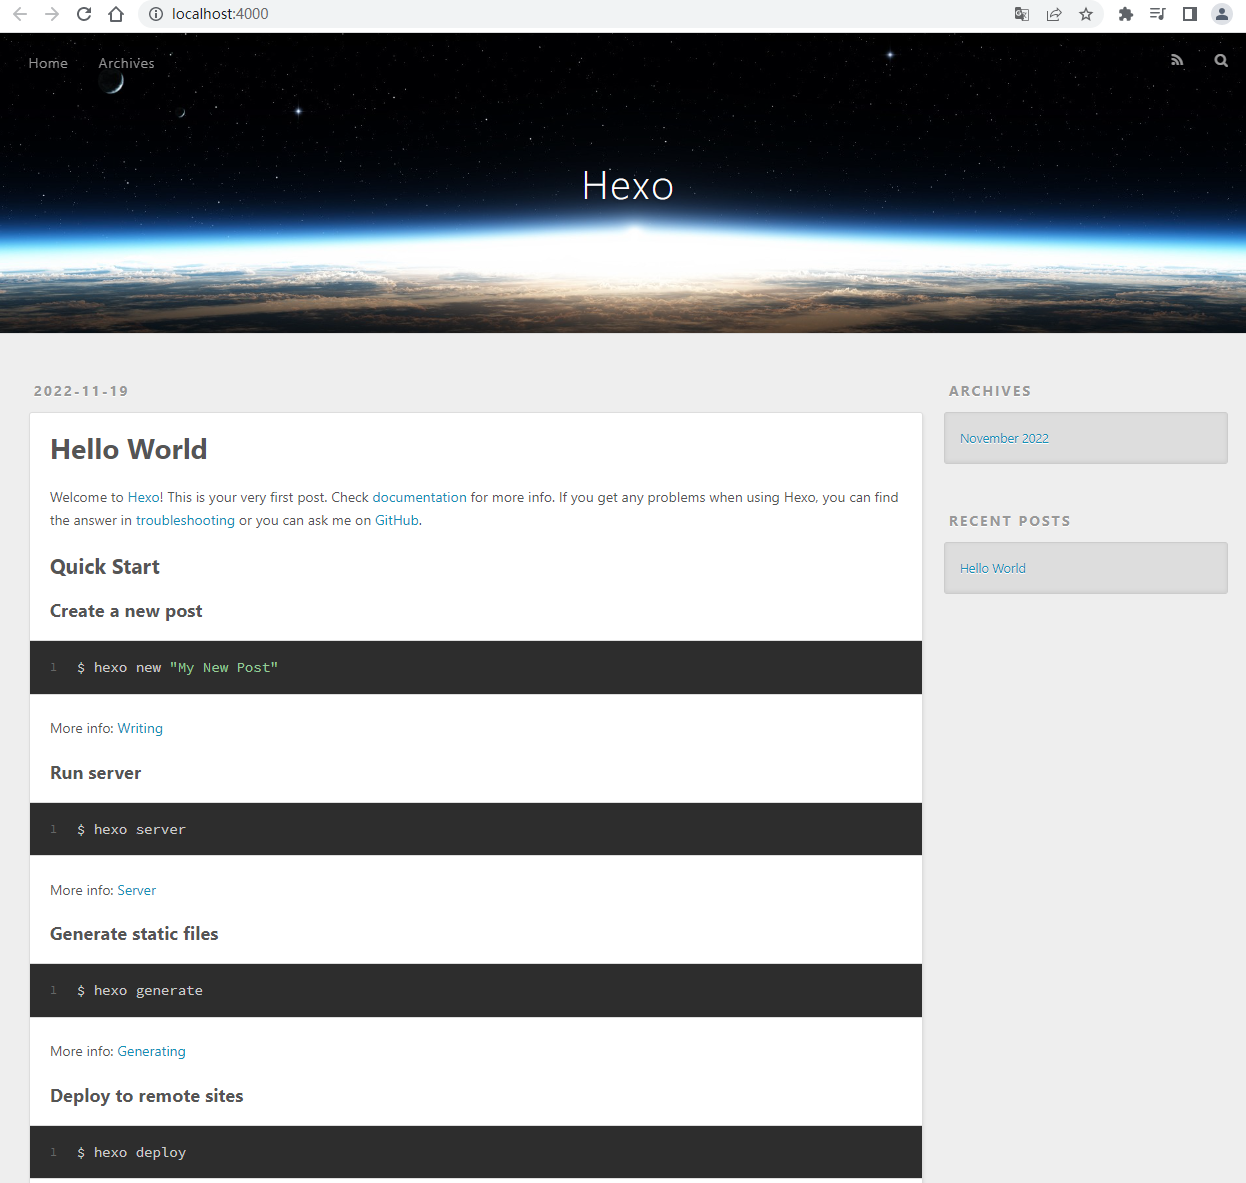 localhost:4000
Home Archives
Hexo
2022-11-19
Hello World
Welcome to Hexo! This is your very first post. Check documentation for more info. If you get any problems when using Hexo, you can find
the answer in troubleshooting or you can ask me on GitHub.
Quick Start
Create a new post
1 $ hexo new "My New Post"
More info: Writing
Run server
1 $ hexo server
More info: Server
Generate static files
1 $ hexo generate
More info: Generating
Deploy to remote sites
1 $ hexo deploy
ARCHIVES
November 2022
RECENT POSTS
Hello World